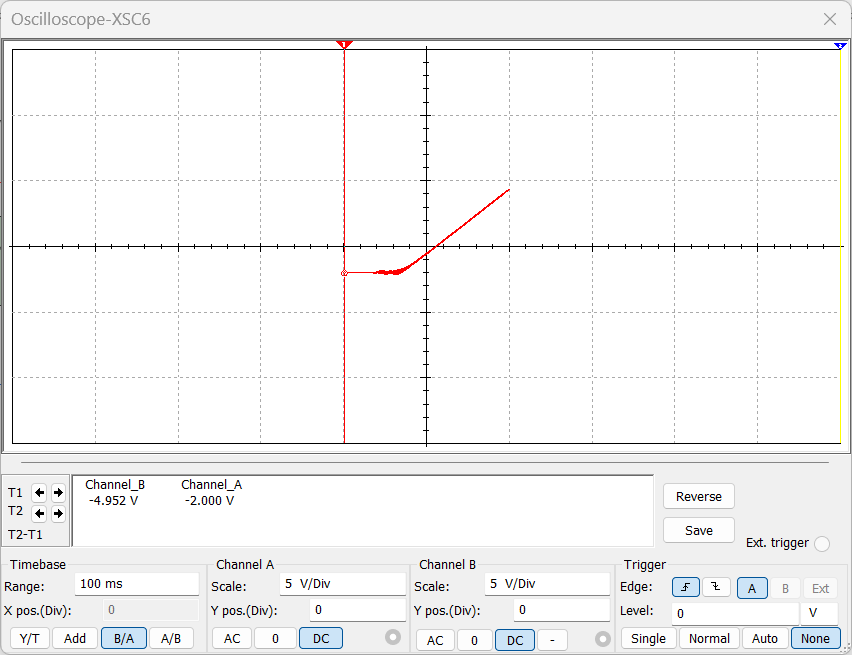 Oscilloscope-XSC6
1
2
Channel_B Channel_A
T1 -4.952 V -2.000 V
T2
T2-T1
Reverse
Save
Ext. trigger
Timebase Channel A Channel B Trigger
Range: 100 ms Scale: 5 V/Div Scale: 5 V/Div Edge: A B Ext
X pos.(Div): 0 Y pos.(Div): 0 Y pos.(Div): 0 Level: 0 V
Y/T Add B/A A/B AC 0 DC AC 0 DC - Single Normal Auto None